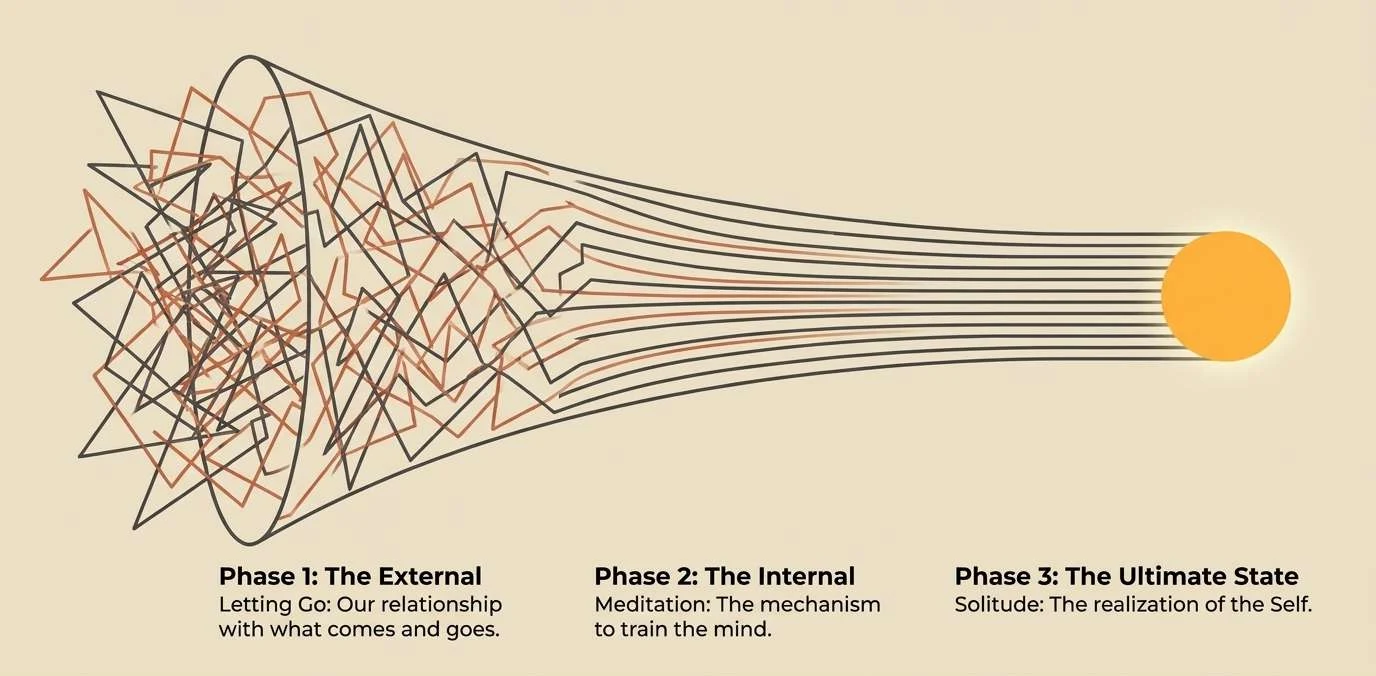 Phase 1: The External
Letting Go: Our relationship
with what comes and goes.
Phase 2: The Internal
Meditation: The mechanism
to train the mind.
Phase 3: The Ultimate State
Solitude: The realization of the Self.